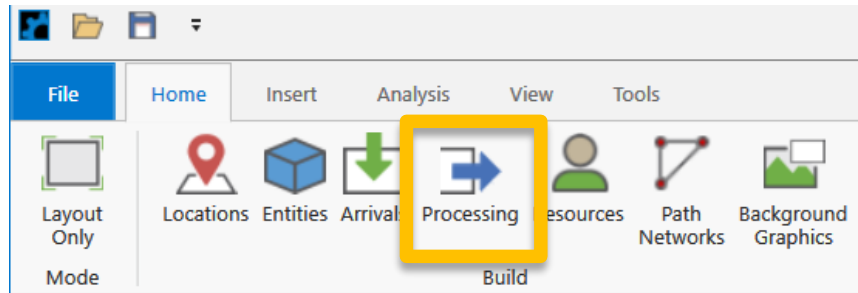 File Home Insert Analysis View Tools
Layout Only Locations Entities Arrivals Processing Resources Path Networks Background Graphics
Mode Build